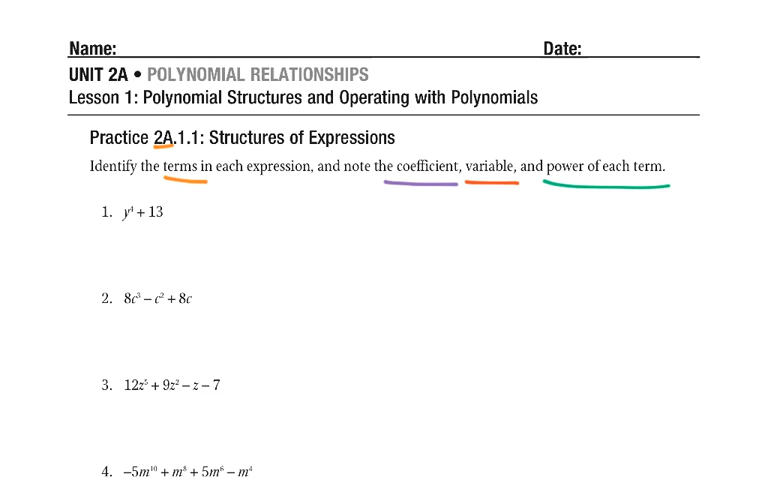 Name: Date:
UNIT 2A • POLYNOMIAL RELATIONSHIPS
Lesson 1: Polynomial Structures and Operating with Polynomials
Practice 2A.1.1: Structures of Expressions
Identify the terms in each expression, and note the coefficient, variable, and power of each term.
1. y⁴ + 13
2. 8c³ – c² + 8c
3. 12z⁵ + 9z² – z – 7
4. –5m¹⁰ + m⁸ + 5m⁶ – m⁴